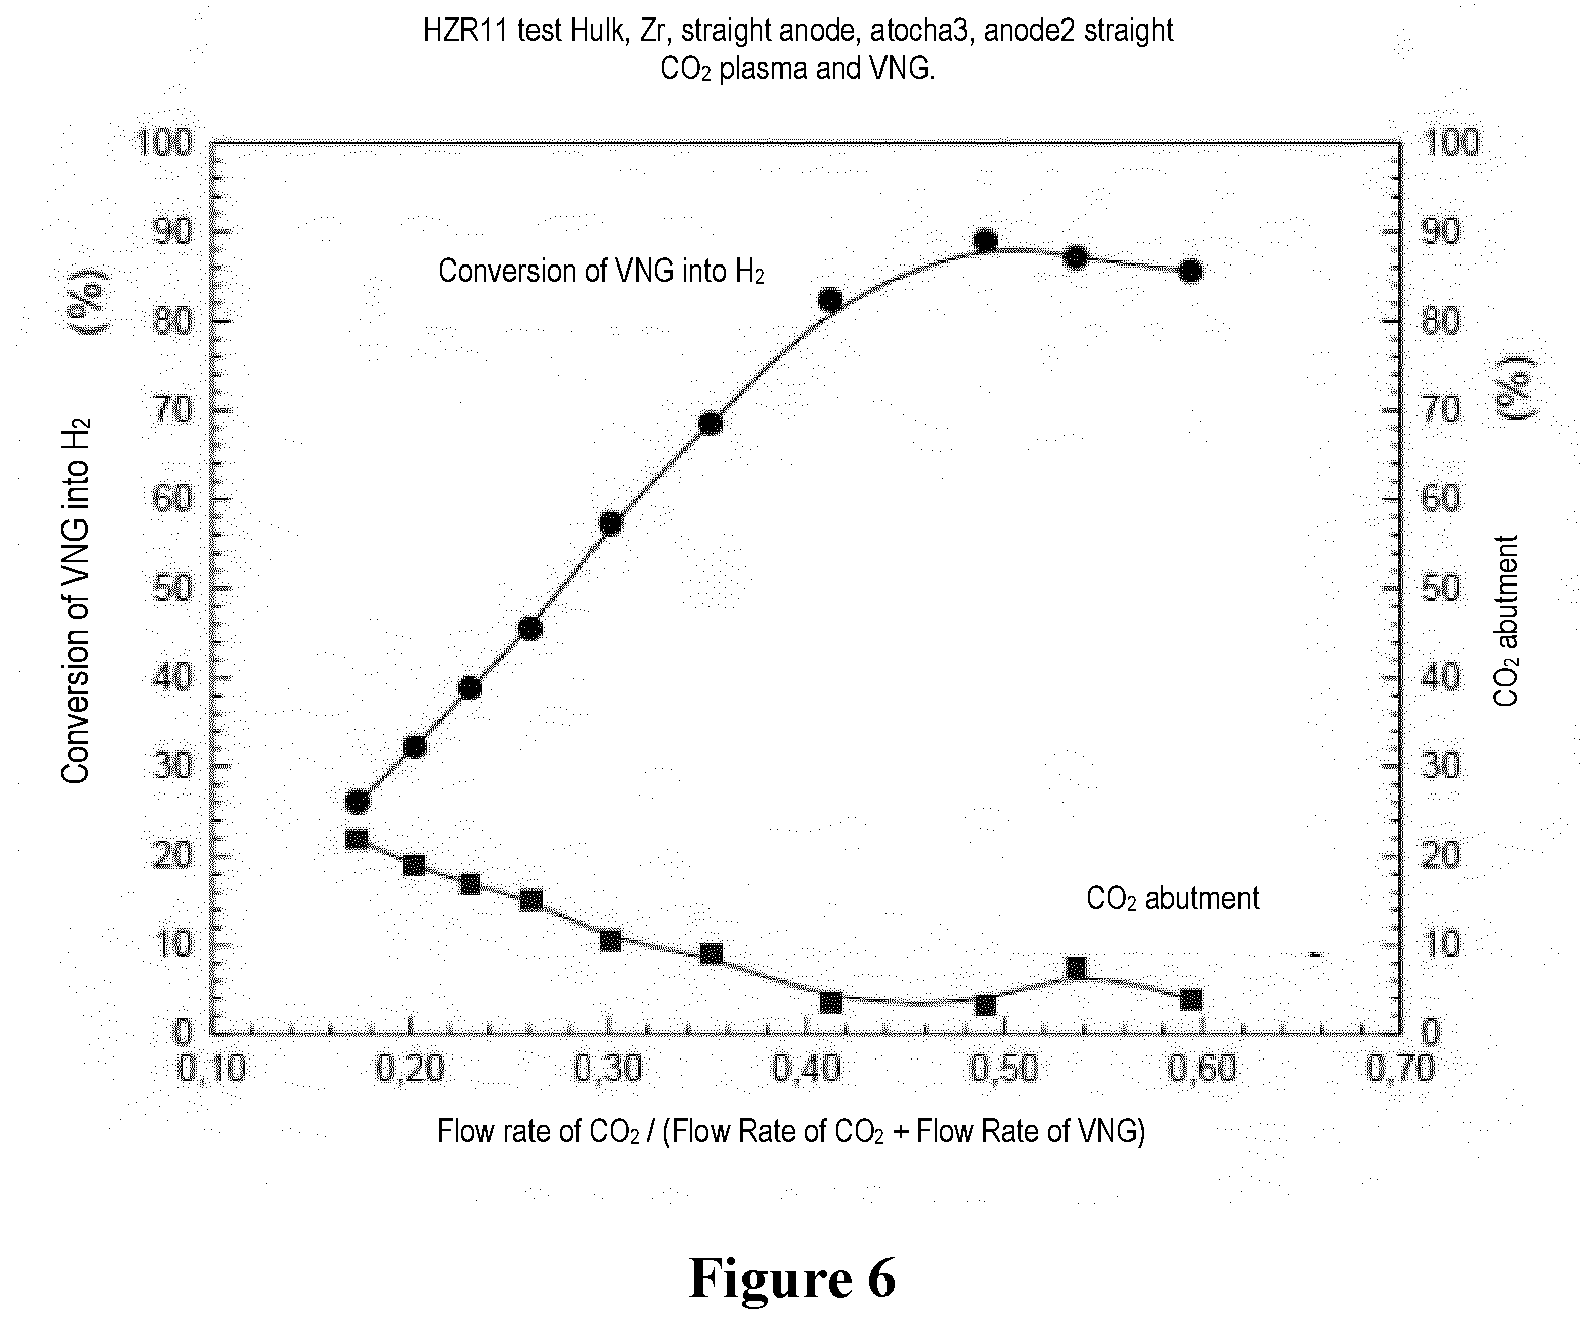 HZR11 test Hulk, Zr, straight anode, atocha3, anode2 straight
CO₂ plasma and VNG.
100
90
80
70
60
50
40
30
20
10
0
(%)
Conversion of VNG into H₂
Conversion of VNG into H₂
CO₂ abutment
100
90
80
70
60
50
40
30
20
10
0
(%)
CO₂ abutment
0,10 0,20 0,30 0,40 0,50 0,60 0,70
Flow rate of CO₂ / (Flow Rate of CO₂ + Flow Rate of VNG)
Figure 6